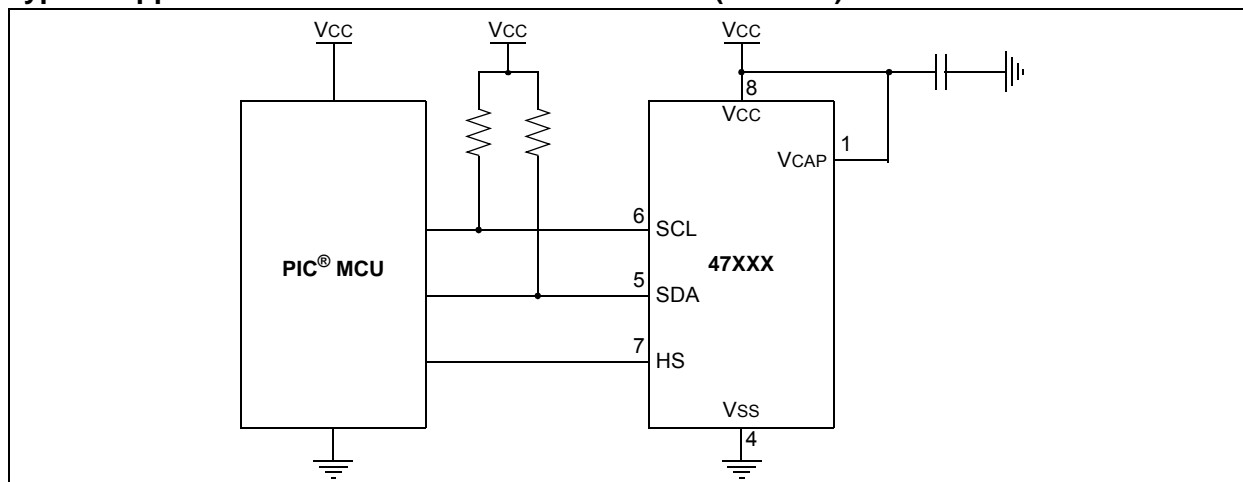 VCC VCC VCC
8
VCC
1
VCAP
6
SCL
PIC® MCU
47XXX
5
SDA
7
HS
VSS
4